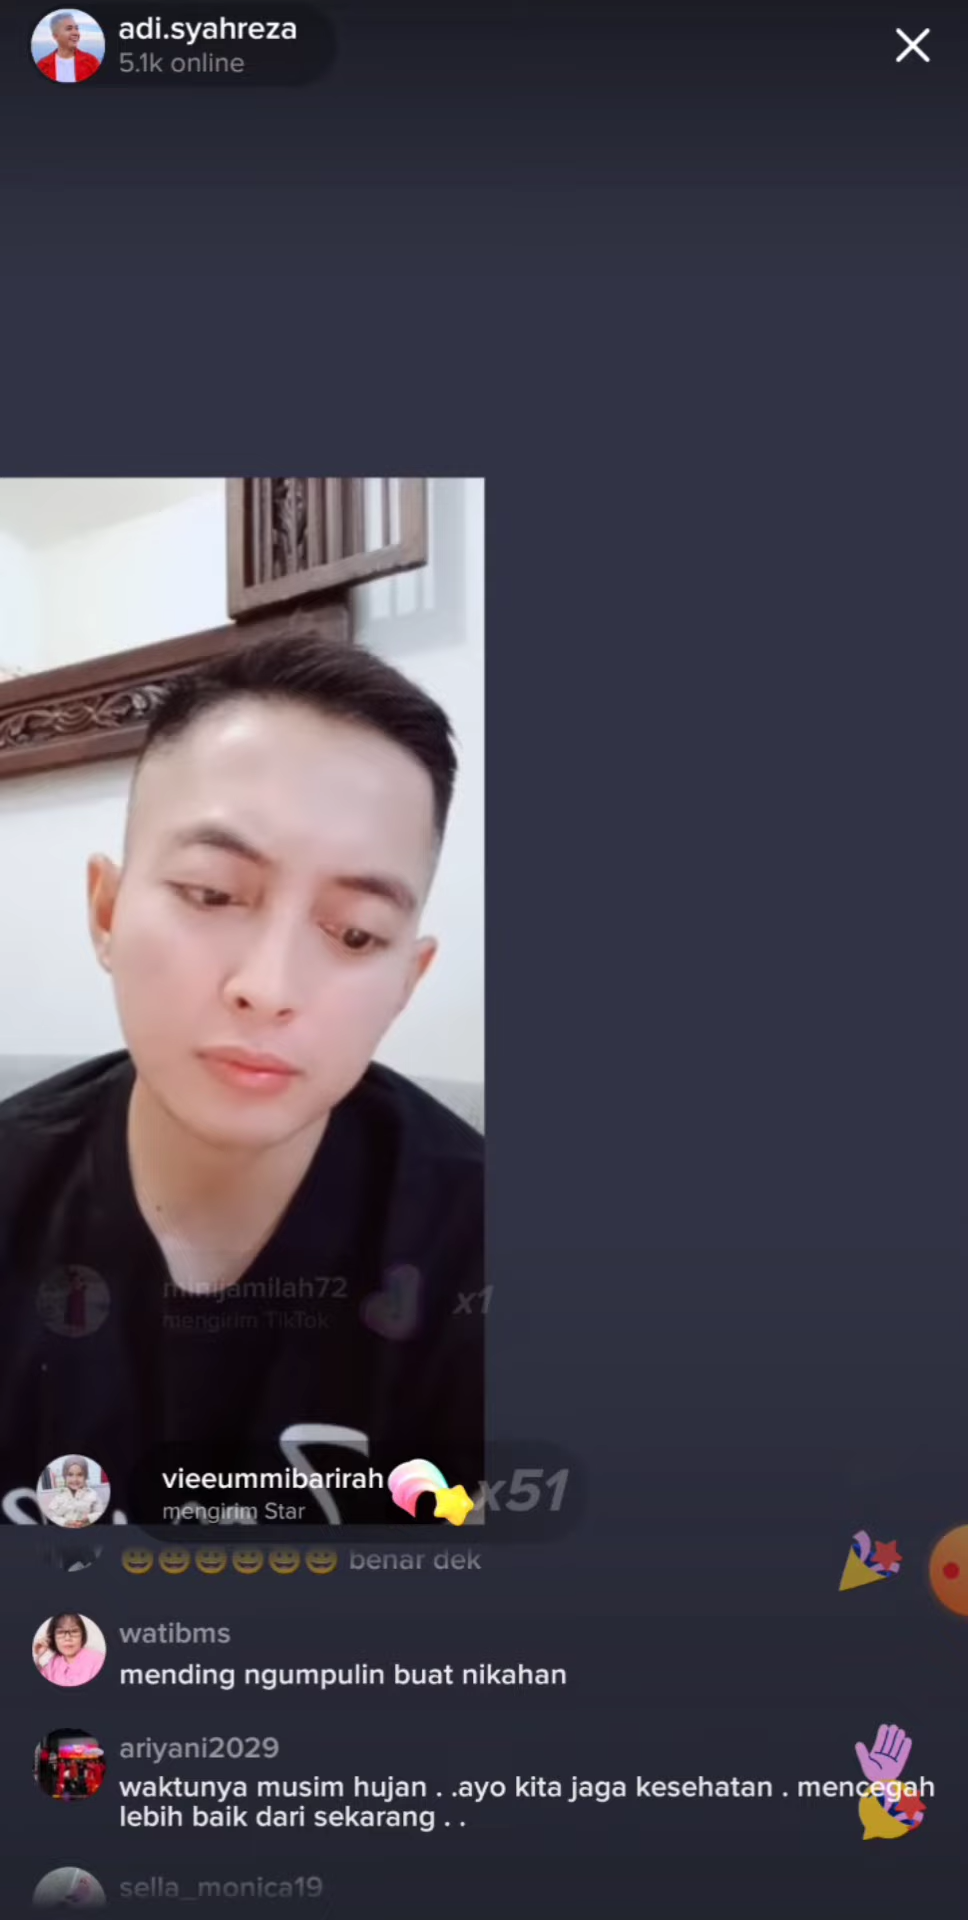 adi.syahreza
5.1k online
minijamilah72
mengirim TikTok
x1
vieeummibarirah
mengirim Star
x51
😀😀😀😀😀😀 benar dek
watibms
mending ngumpulin buat nikahan
ariyani2029
waktunya musim hujan . .ayo kita jaga kesehatan . mencegah
lebih baik dari sekarang . .
sella_monica19